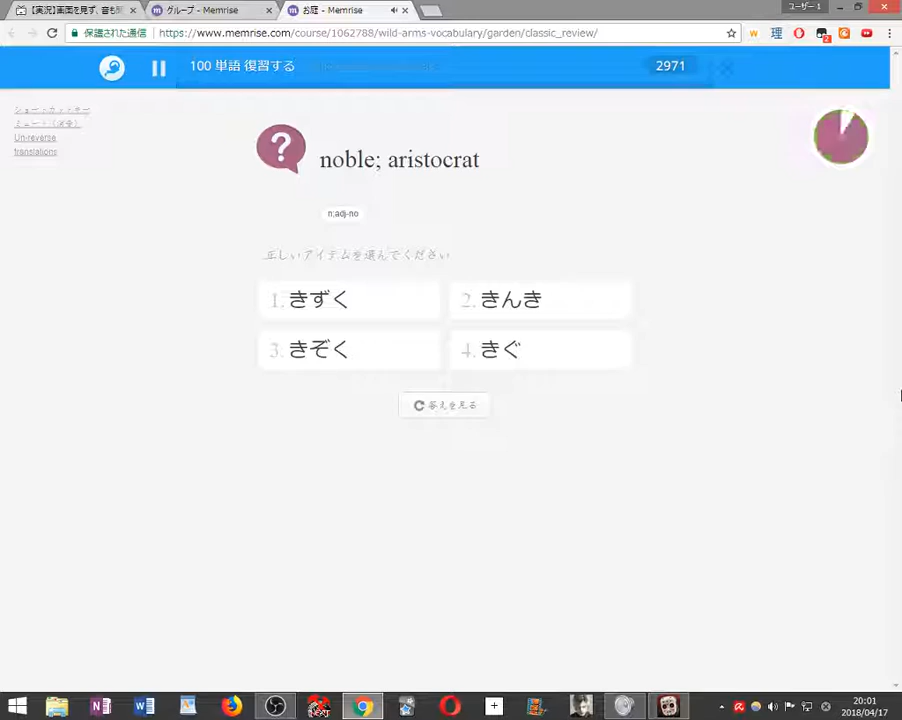 【実況】画面を見ず、音も
グループ - Memrise
お庭 - Memrise
ユーザー 1
保護された通信
https://www.memrise.com/course/1062788/wild-arms-vocabulary/garden/classic_review/
100 単語 復習する
2971
Un-reverse
translations
noble; aristocrat
n;adj-no
正しいアイテムを選んでください
1. きずく
2. きんき
3. きぞく
4. きぐ
答えを見る
20:01
2018/04/17